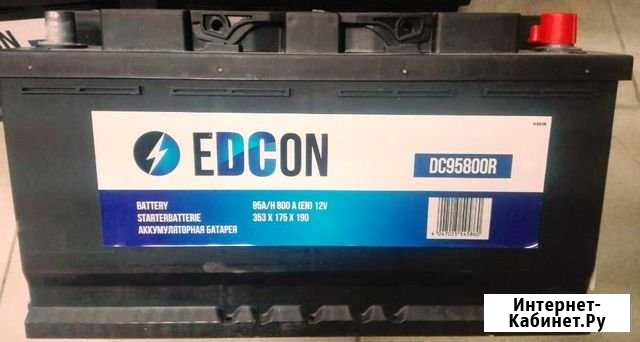 EDCON
DC95800R
BATTERY 95A/H 800 A (EN) 12V
STARTERBATTERIE 353 X 175 X 190
АККУМУЛЯТОРНАЯ БАТАРЕЯ
Интернет-
Кабинет.Ру